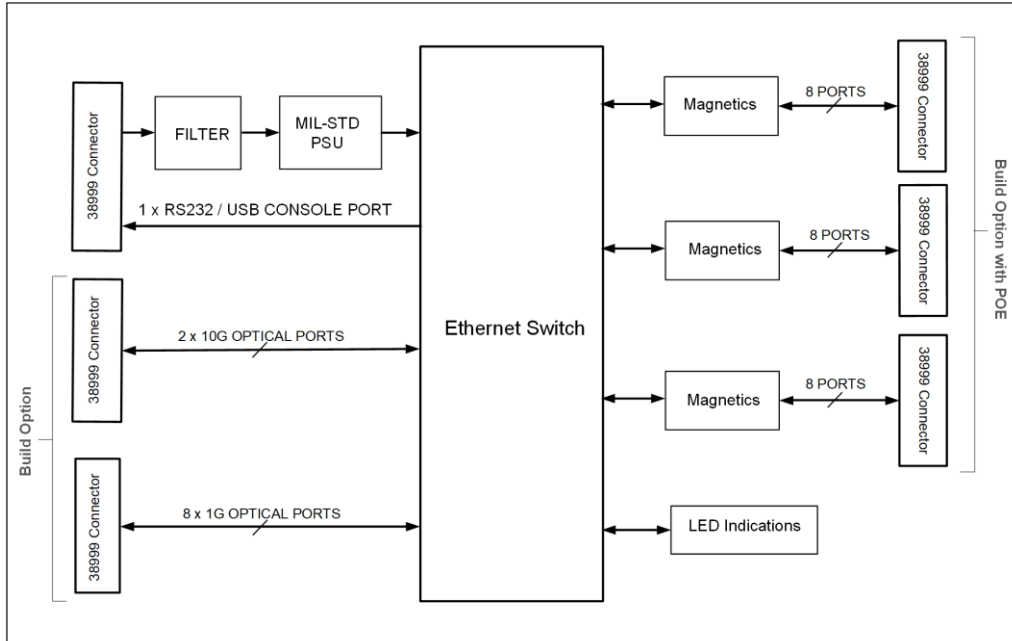 38999 Connector
FILTER
MIL-STD
PSU
1 x RS232 / USB CONSOLE PORT
Build Option
38999 Connector
2 x 10G OPTICAL PORTS
38999 Connector
8 x 1G OPTICAL PORTS
Ethernet Switch
Magnetics
8 PORTS
38999 Connector
Magnetics
8 PORTS
38999 Connector
Magnetics
8 PORTS
38999 Connector
Build Option with POE
LED Indications